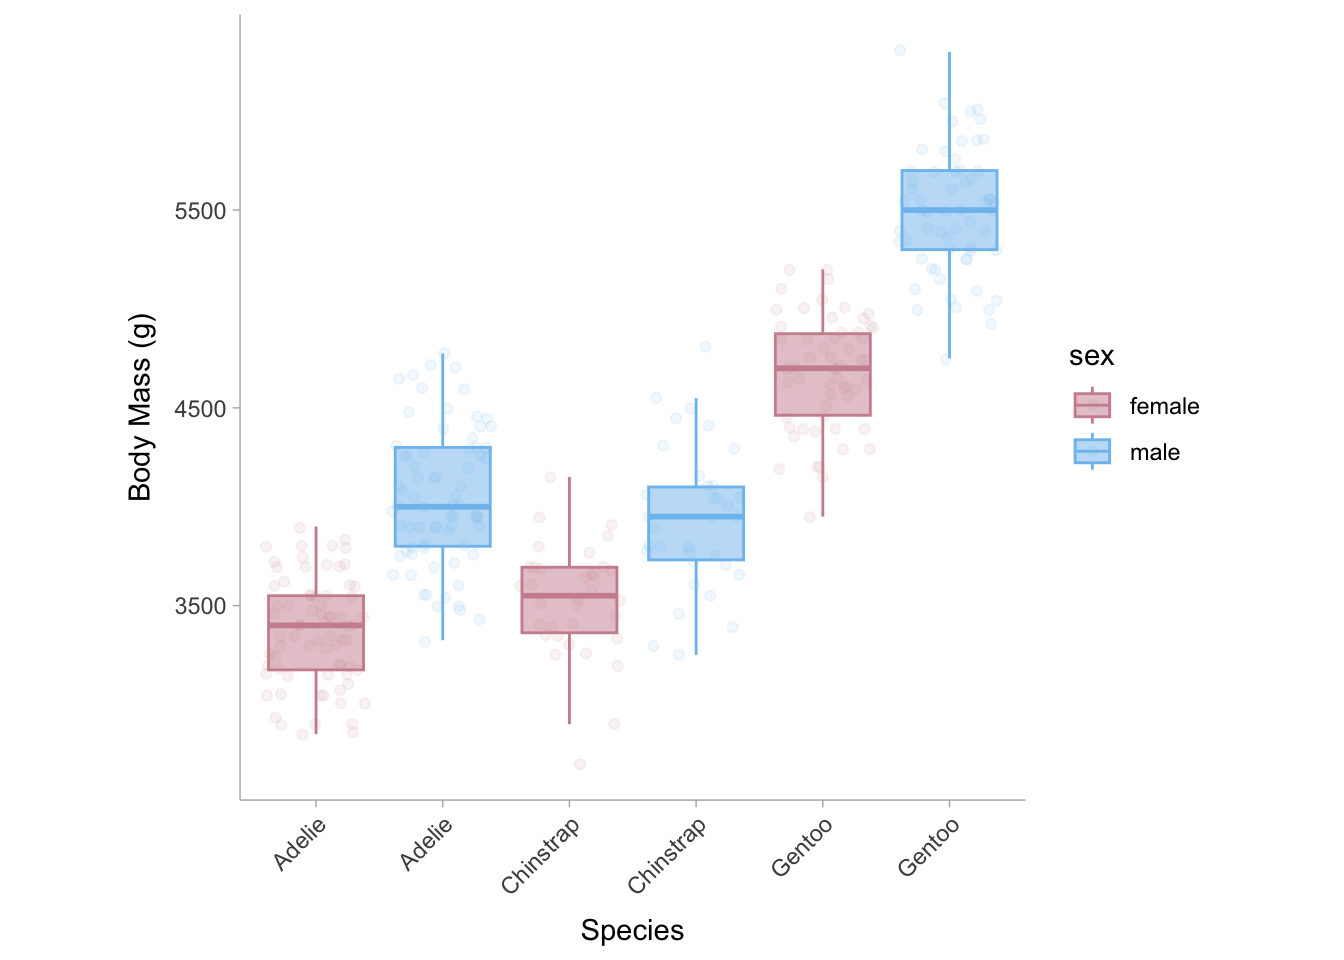 Body Mass (g)
5500
4500
3500
Adelie
Adelie
Chinstrap
Chinstrap
Gentoo
Gentoo
Species
sex
female
male